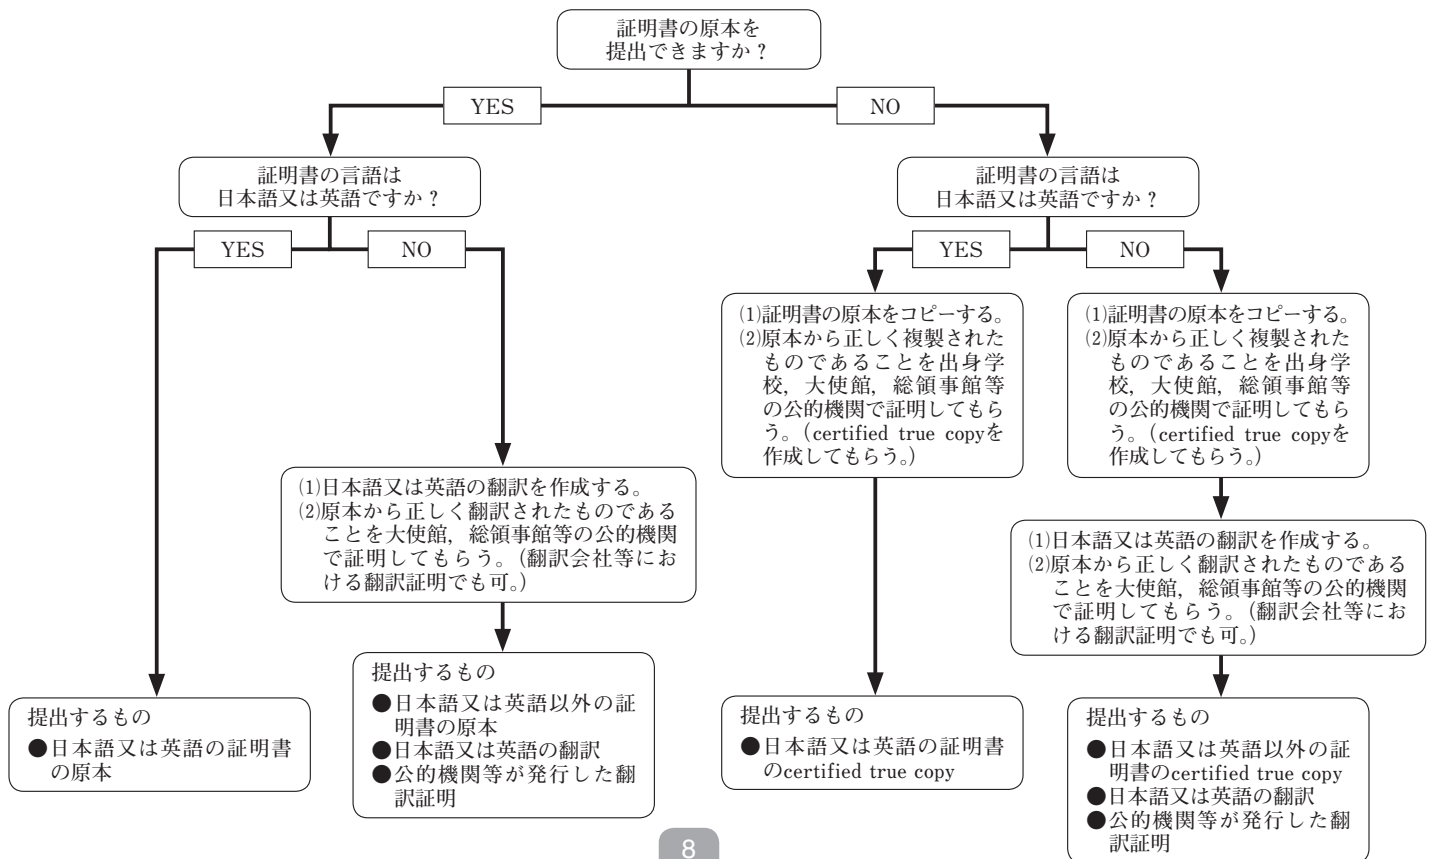 証明書の原本を
提出できますか？
YES
NO
証明書の言語は
日本語又は英語ですか？
証明書の言語は
日本語又は英語ですか？
YES
NO
YES
NO
⑴証明書の原本をコピーする。
⑵原本から正しく複製された
ものであることを出身学
校，大使館，総領事館等
の公的機関で証明してもら
う。（certified true copyを
作成してもらう。）
⑴証明書の原本をコピーする。
⑵原本から正しく複製された
ものであることを出身学
校，大使館，総領事館等
の公的機関で証明してもら
う。（certified true copyを
作成してもらう。）
⑴日本語又は英語の翻訳を作成する。
⑵原本から正しく翻訳されたものである
ことを大使館，総領事館等の公的機関
で証明してもらう。（翻訳会社等にお
ける翻訳証明でも可。）
⑴日本語又は英語の翻訳を作成する。
⑵原本から正しく翻訳されたものである
ことを大使館，総領事館等の公的機関
で証明してもらう。（翻訳会社等にお
ける翻訳証明でも可。）
提出するもの
●日本語又は英語の証明書
の原本
提出するもの
●日本語又は英語以外の証
明書の原本
●日本語又は英語の翻訳
●公的機関等が発行した翻
訳証明
提出するもの
●日本語又は英語の証明書
のcertified true copy
提出するもの
●日本語又は英語以外の証
明書のcertified true copy
●日本語又は英語の翻訳
●公的機関等が発行した翻
訳証明
8